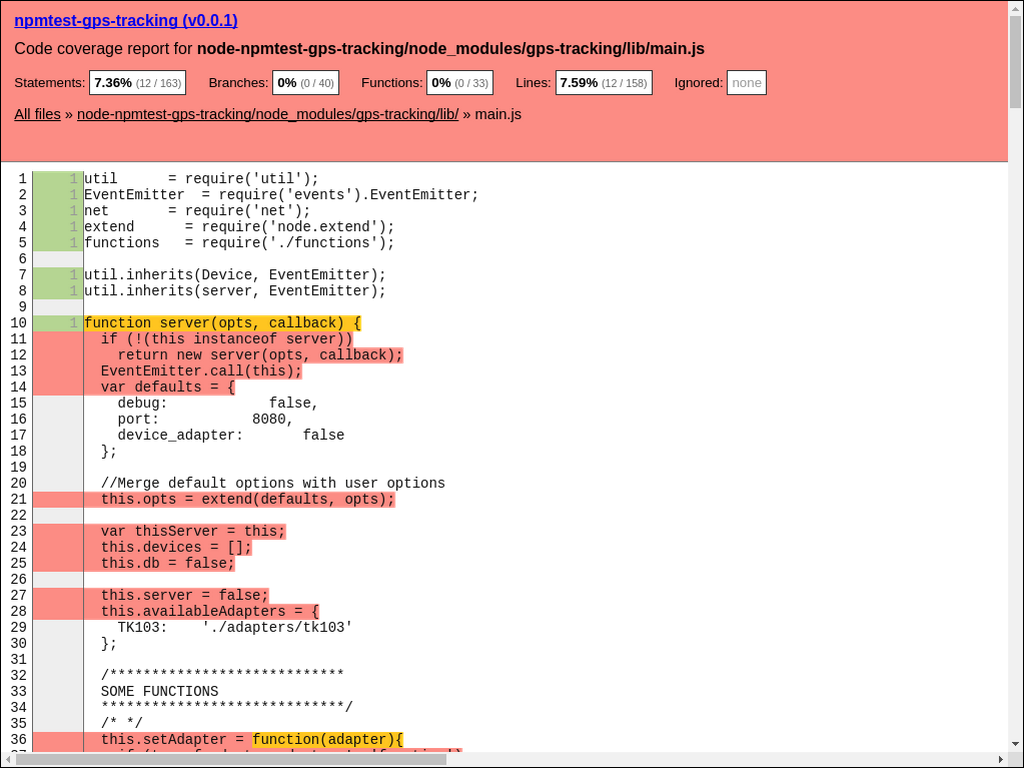 npmtest-gps-tracking (v0.0.1)
Code coverage report for node-npmtest-gps-tracking/node_modules/gps-tracking/lib/main.js
Statements: 7.36% (12 / 163) Branches: 0% (0 / 40) Functions: 0% (0 / 33) Lines: 7.59% (12 / 158) Ignored: none
All files » node-npmtest-gps-tracking/node_modules/gps-tracking/lib/ » main.js
1 1 util      = require('util');
2 1 EventEmitter  = require('events').EventEmitter;
3 1 net       = require('net');
4 1 extend      = require('node.extend');
5 1 functions   = require('./functions');
6
7 1 util.inherits(Device, EventEmitter);
8 1 util.inherits(server, EventEmitter);
9
10 1 function server(opts, callback) {
11   if (!(this instanceof server))
12     return new server(opts, callback);
13   EventEmitter.call(this);
14   var defaults = {
15     debug:            false,
16     port:           8080,
17     device_adapter:       false
18   };
19
20   //Merge default options with user options
21   this.opts = extend(defaults, opts);
22
23   var thisServer = this;
24   this.devices = [];
25   this.db = false;
26
27   this.server = false;
28   this.availableAdapters = {
29     TK103:    './adapters/tk103'
30   };
31
32   /****************************
33   SOME FUNCTIONS
34   *****************************/
35   /* */
36   this.setAdapter = function(adapter){